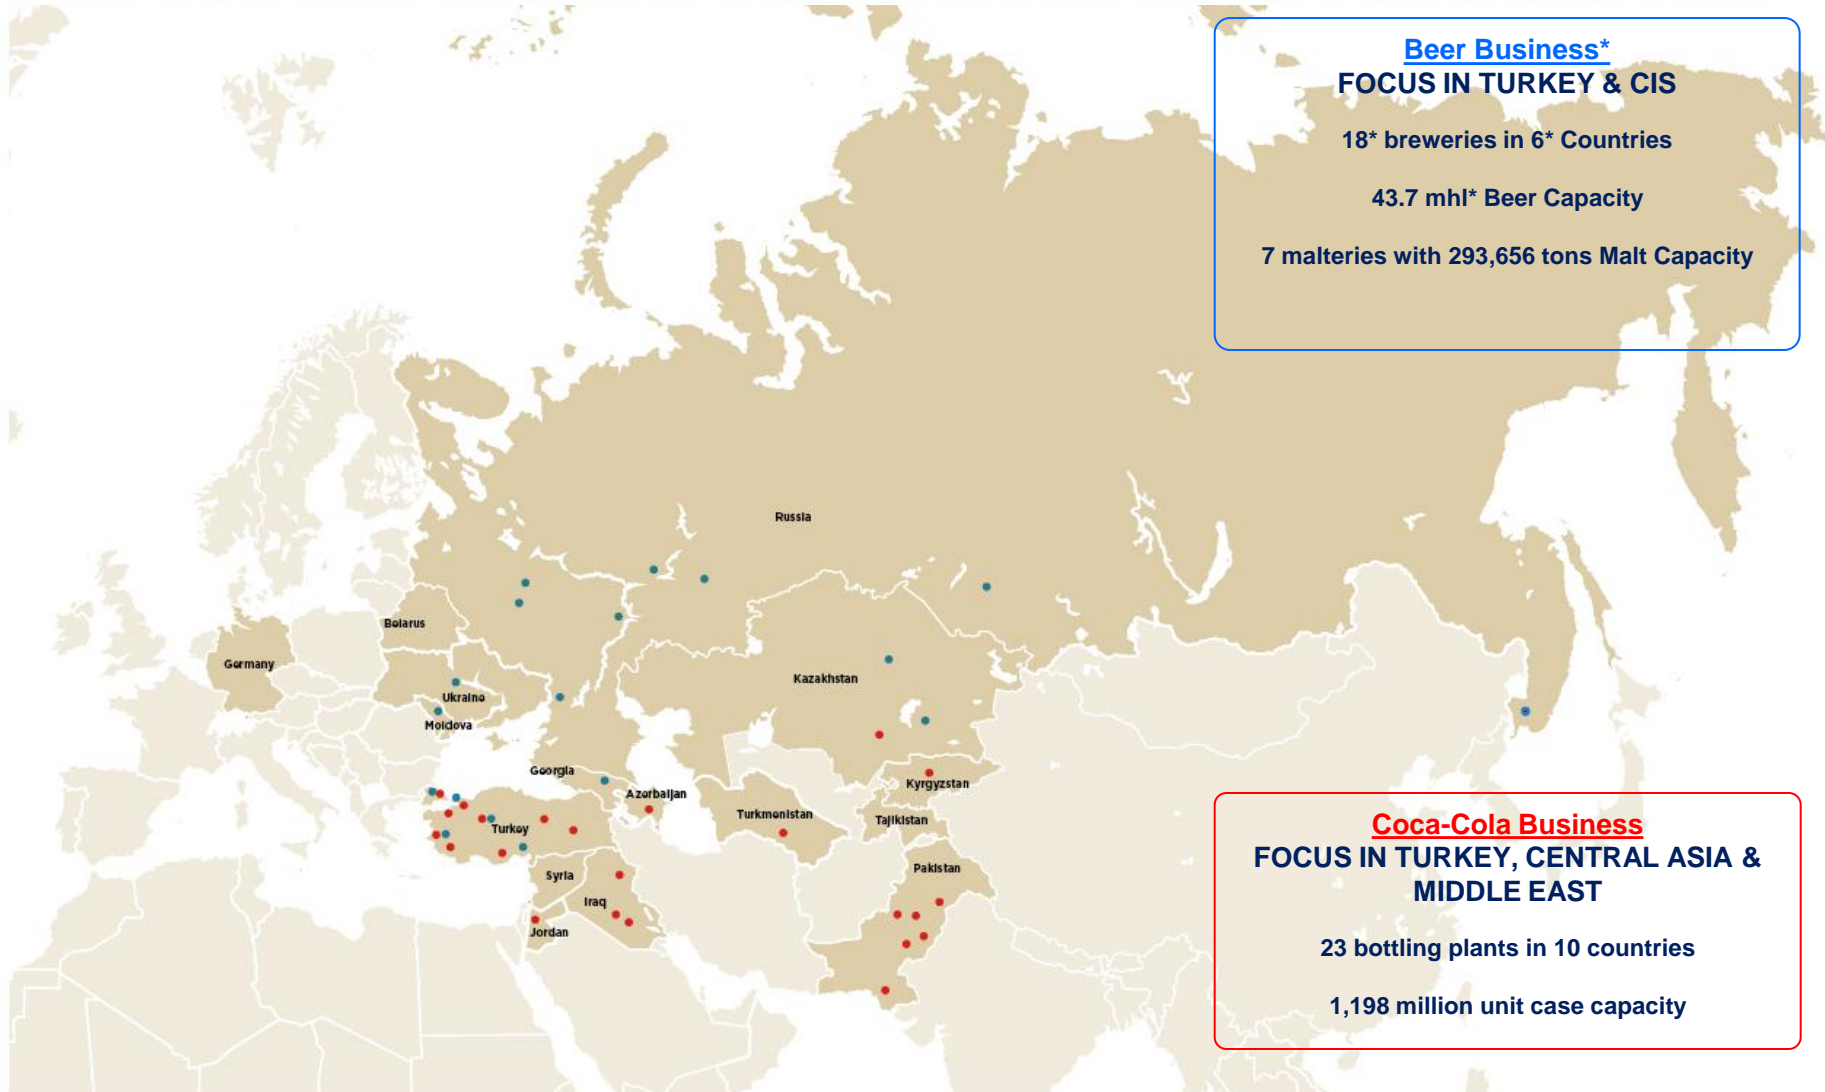 Beer Business*
FOCUS IN TURKEY & CIS
18* breweries in 6* Countries
43.7 mhl* Beer Capacity
7 malteries with 293,656 tons Malt Capacity
Russia
Belarus
Germany
Ukraine
Kazakhstan
Moldova
Georgia
Azerbaijan
Kyrgyzstan
Turkmenistan
Tajikistan
Turkey
Syria
Pakistan
Iraq
Jordan
Coca-Cola Business
FOCUS IN TURKEY, CENTRAL ASIA &
MIDDLE EAST
23 bottling plants in 10 countries
1,198 million unit case capacity